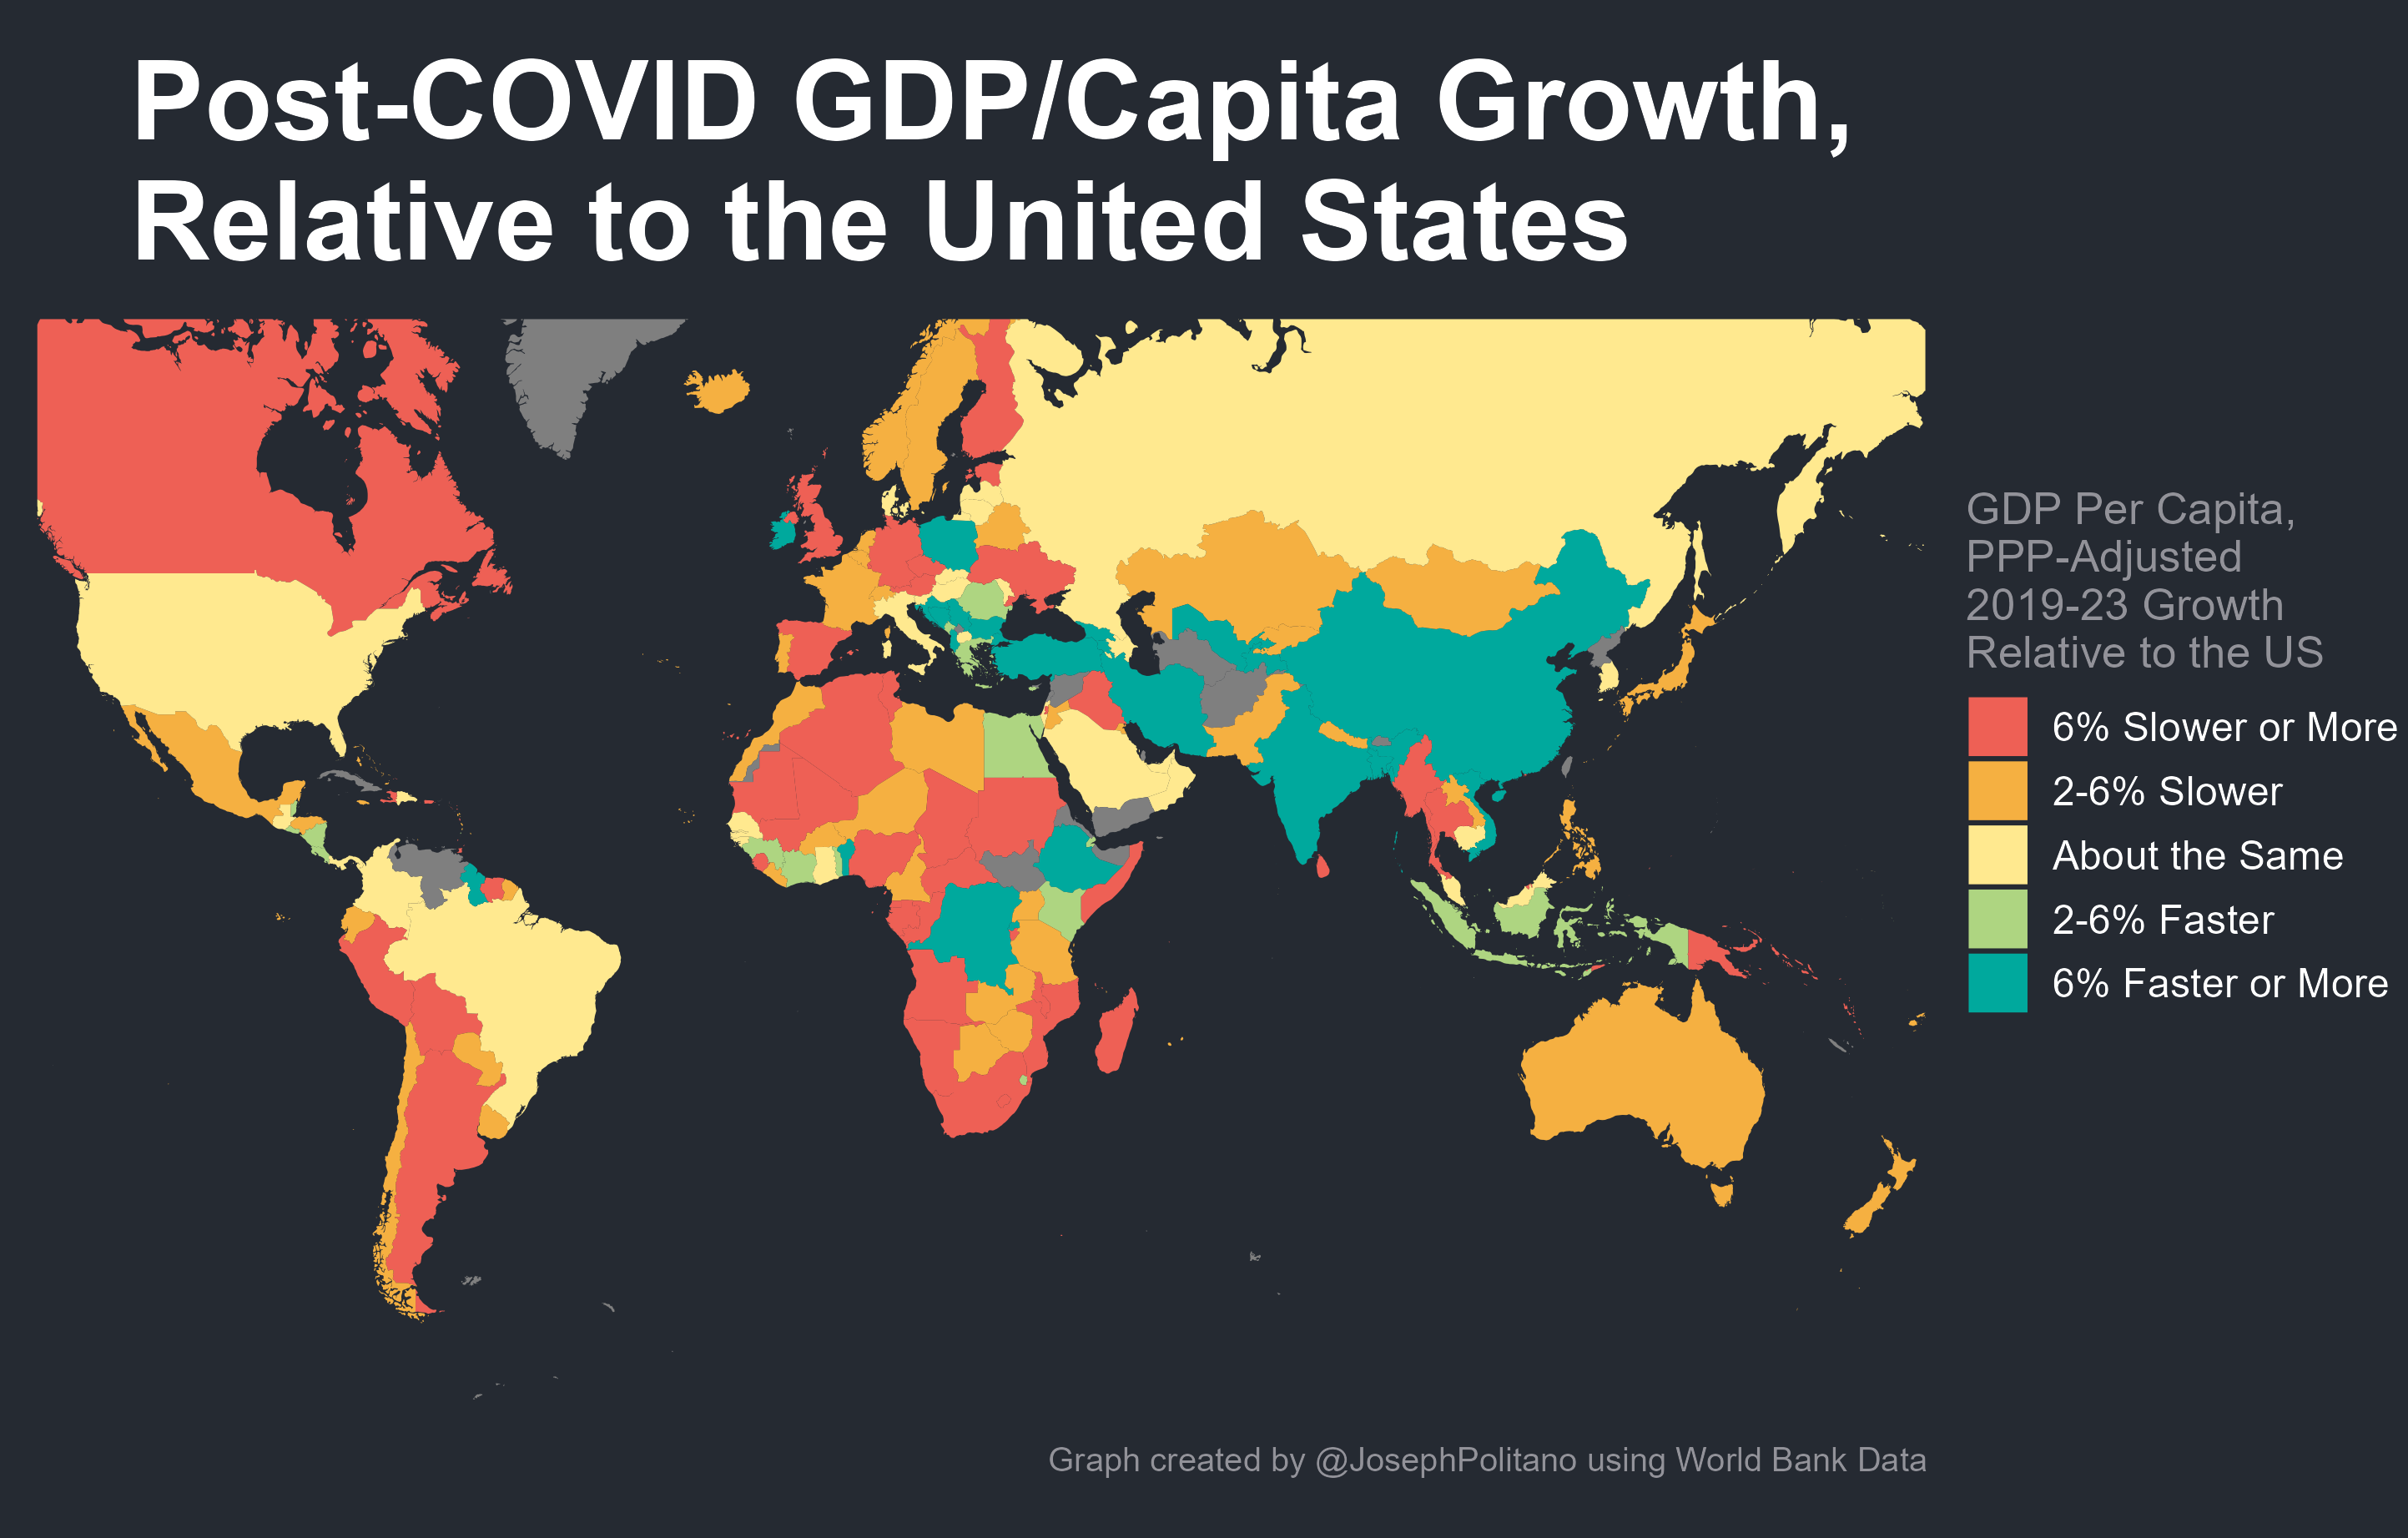 Post-COVID GDP/Capita Growth,
Relative to the United States
GDP Per Capita,
PPP-Adjusted
2019-23 Growth
Relative to the US
6% Slower or More
2-6% Slower
About the Same
2-6% Faster
6% Faster or More
Graph created by @JosephPolitano using World Bank Data